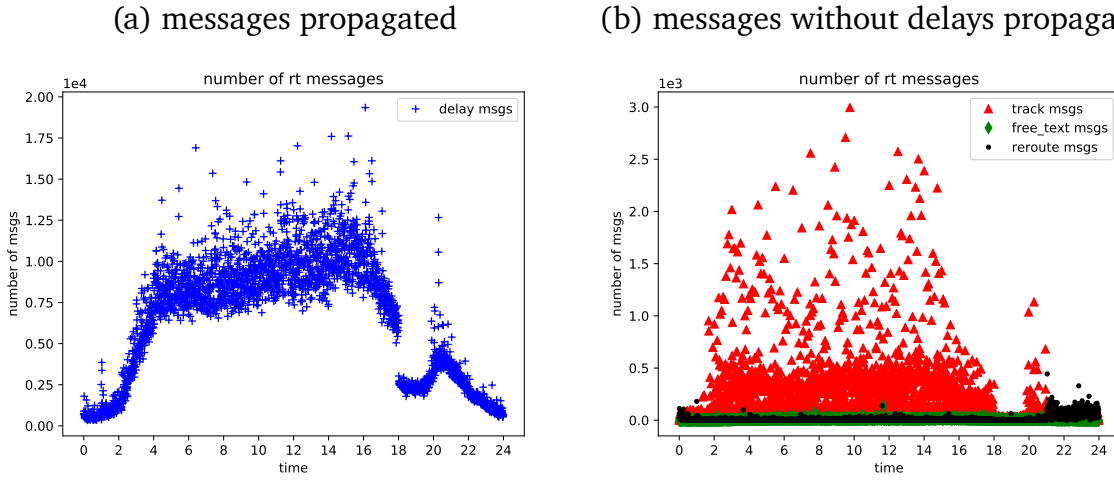 (a) messages propagated
(b) messages without delays propaga
number of rt messages
1e4
2.00
1.75
1.50
1.25
1.00
0.75
0.50
0.25
0.00
number of msgs
delay msgs
0 2 4 6 8 10 12 14 16 18 20 22 24
time
number of rt messages
1e3
3.0
2.5
2.0
1.5
1.0
0.5
0.0
number of msgs
track msgs
free_text msgs
reroute msgs
0 2 4 6 8 10 12 14 16 18 20 22 24
time